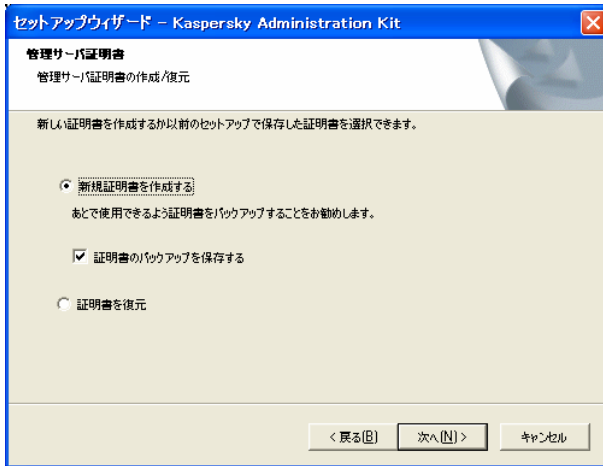 セットアップウィザード - Kaspersky Administration Kit
管理サーバ証明書
管理サーバ証明書の作成/復元
新しい証明書を作成するか以前のセットアップで保存した証明書を選択できます。
新規証明書を作成する
あとで使用できるよう証明書をバックアップすることをお勧めします。
証明書のバックアップを保存する
証明書を復元
< 戻る(B) 次へ(N) > キャンセル